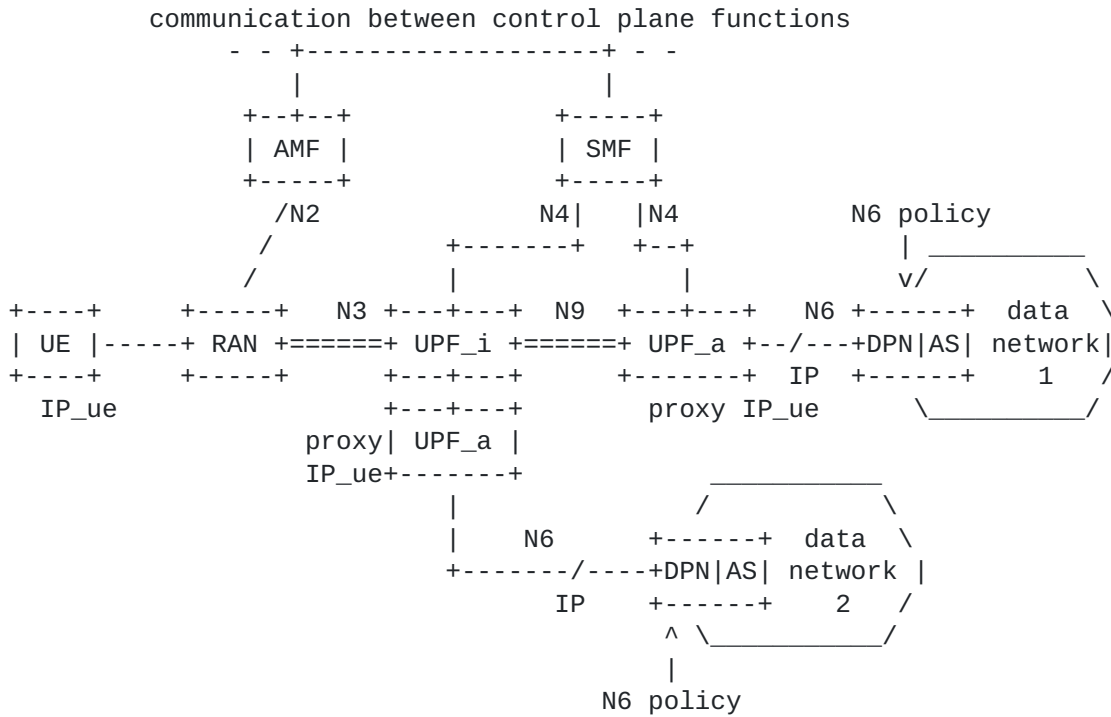 communication between control plane functions
AMF SMF
N2 N4 N4 N6 policy
N3 N9 N6 data
UE RAN UPF_i UPF_a DPN AS network
IP 1
IP_ue proxy IP_ue
proxy UPF_a
IP_ue
N6 data
DPN AS network
IP 2
N6 policy